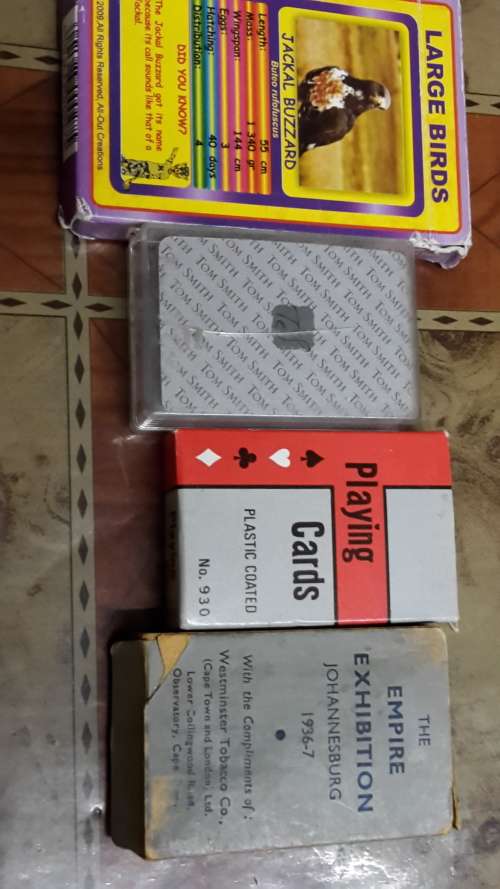 LARGE BIRDS
JACKAL BUZZARD
Buteo rufofuscus
Length: 55 cm
Mass: 1 340 gr
Wingspan: 144 cm
Eggs: 3
Hatching: 40 days
Distribution: 4
DID YOU KNOW?
The Jackal Buzzard got its name
because its call sounds like that of a
Jackal.
2009,All Rights Reserved, All-Out Creations
TOM SMITH TOM SMITH TOM SMITH
Playing
Cards
PLASTIC COATED
No. 930
THE
EMPIRE
EXHIBITION
JOHANNESBURG
1936-7
With the Compliments of :
Westminster Tobacco Co.,
(Cape Town and London) Ltd.
Lower Collingwood
Observatory, Cape